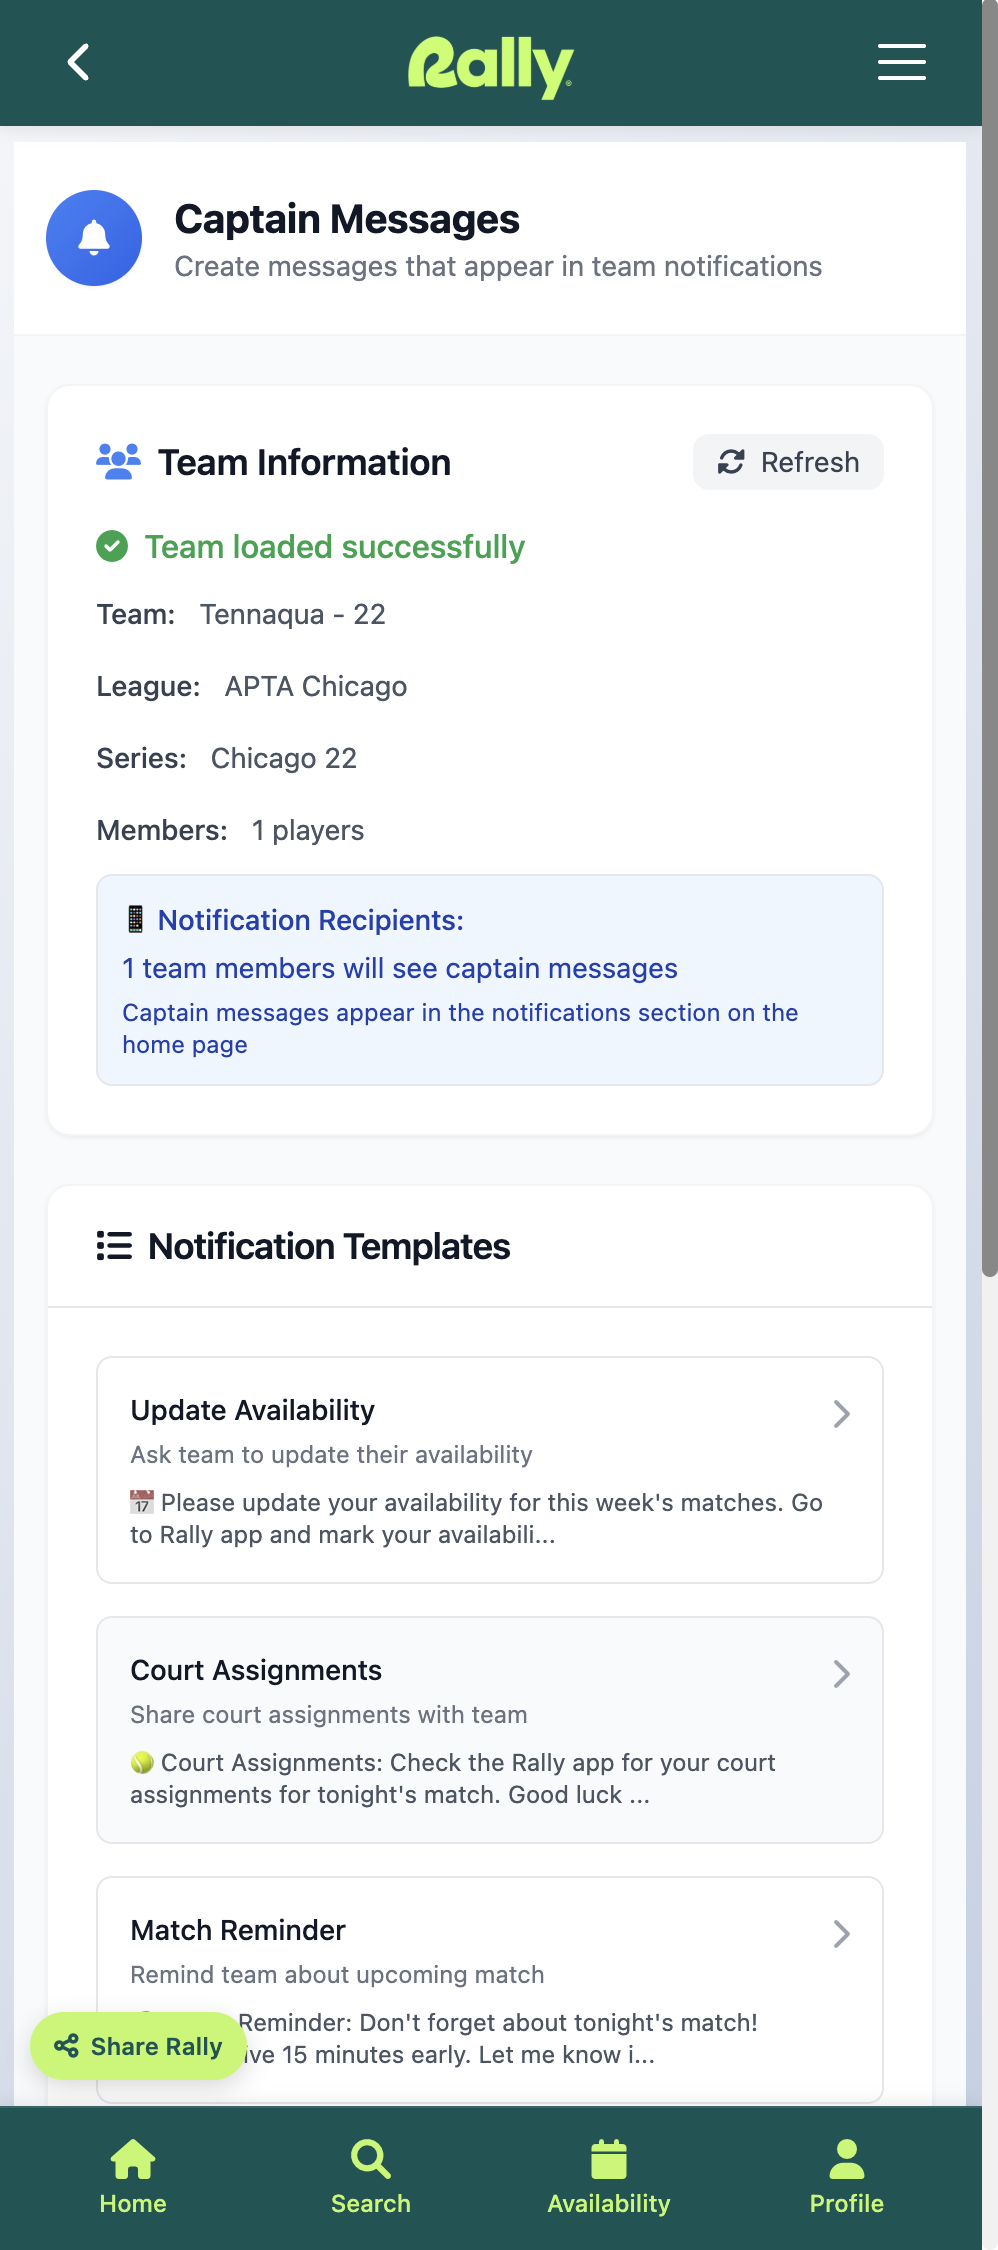 Rally
Captain Messages
Create messages that appear in team notifications
Team Information
Refresh
Team loaded successfully
Team: Tennaqua - 22
League: APTA Chicago
Series: Chicago 22
Members: 1 players
Notification Recipients:
1 team members will see captain messages
Captain messages appear in the notifications section on the
home page
Notification Templates
Update Availability
Ask team to update their availability
17 Please update your availability for this week's matches. Go
to Rally app and mark your availabili...
Court Assignments
Share court assignments with team
Court Assignments: Check the Rally app for your court
assignments for tonight's match. Good luck ...
Match Reminder
Remind team about upcoming match
Reminder: Don't forget about tonight's match!
15 minutes early. Let me know i...
Share Rally
Home
Search
Availability
Profile